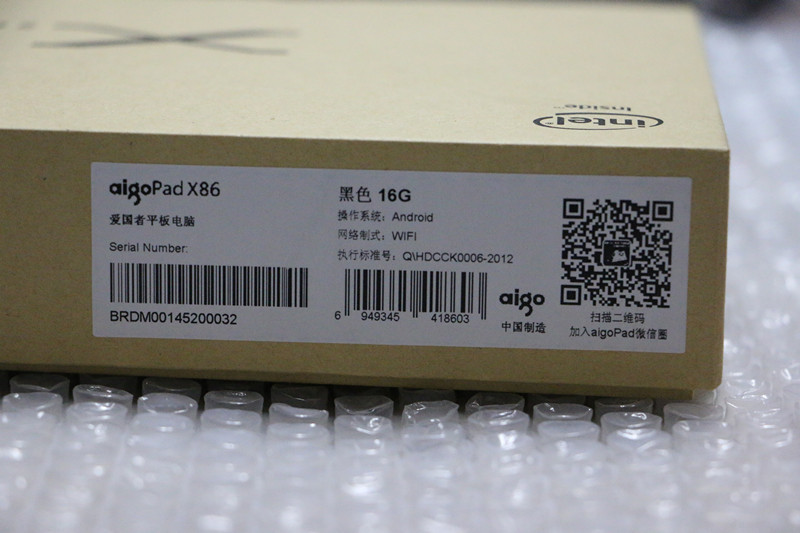 intel
inside™
aigoPad X86
爱国者平板电脑
Serial Number:
BRDM00145200032
黑色 16G
操作系统: Android
网络制式: WIFI
执行标准号: Q\HDCCK0006-2012
6 949345 418603
aigo
中国制造
扫描二维码
加入aigoPad微信圈